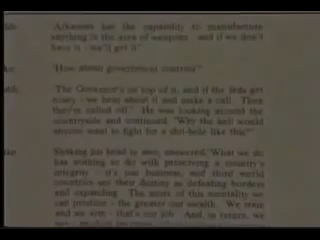 Arkansas has the capability to manufacture
anything in the area of weapons and if we don't
have it we'll get it"
"How about government control?"
The Governor's on top of it, and if the feds get
nosey - we hear about it and make a call. Then
they're called off." He was looking around the
countryside and continued, "Why the hell would
anyone want to fight for a shit-hole like this?"
Shaking his head in awe, answered, "What we do
has nothing to do with preserving a country's
integrity it's our business, and third world
countries see their destiny as defeating borders
and expanding. The more of this mentality we
can produce - the greater our wealth. We train
and we arm - that's our job And, in return, we